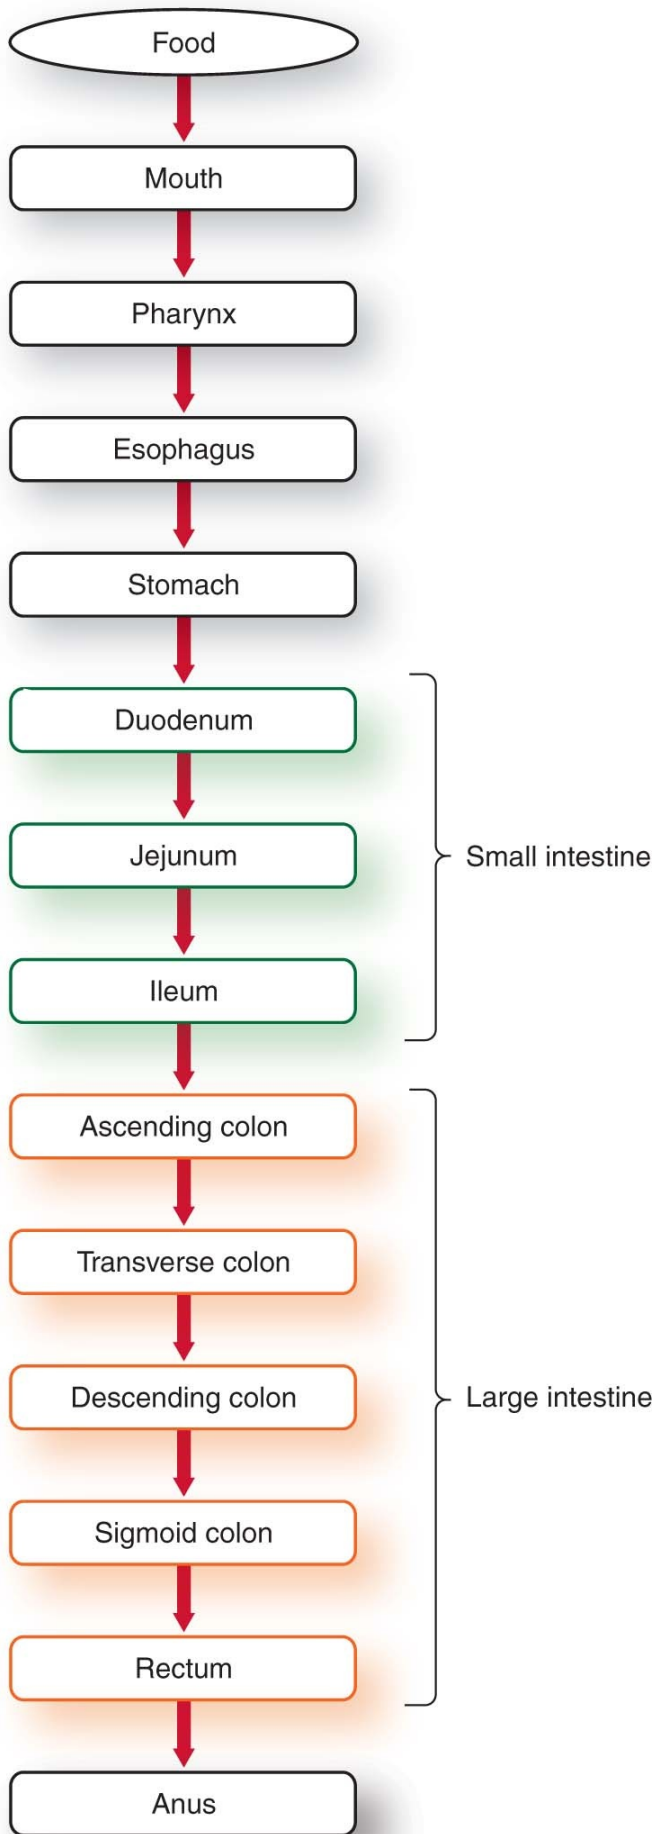 Food
Mouth
Pharynx
Esophagus
Stomach
Duodenum
Jejunum
Small intestine
Ileum
Ascending colon
Transverse colon
Descending colon
Large intestine
Sigmoid colon
Rectum
Anus